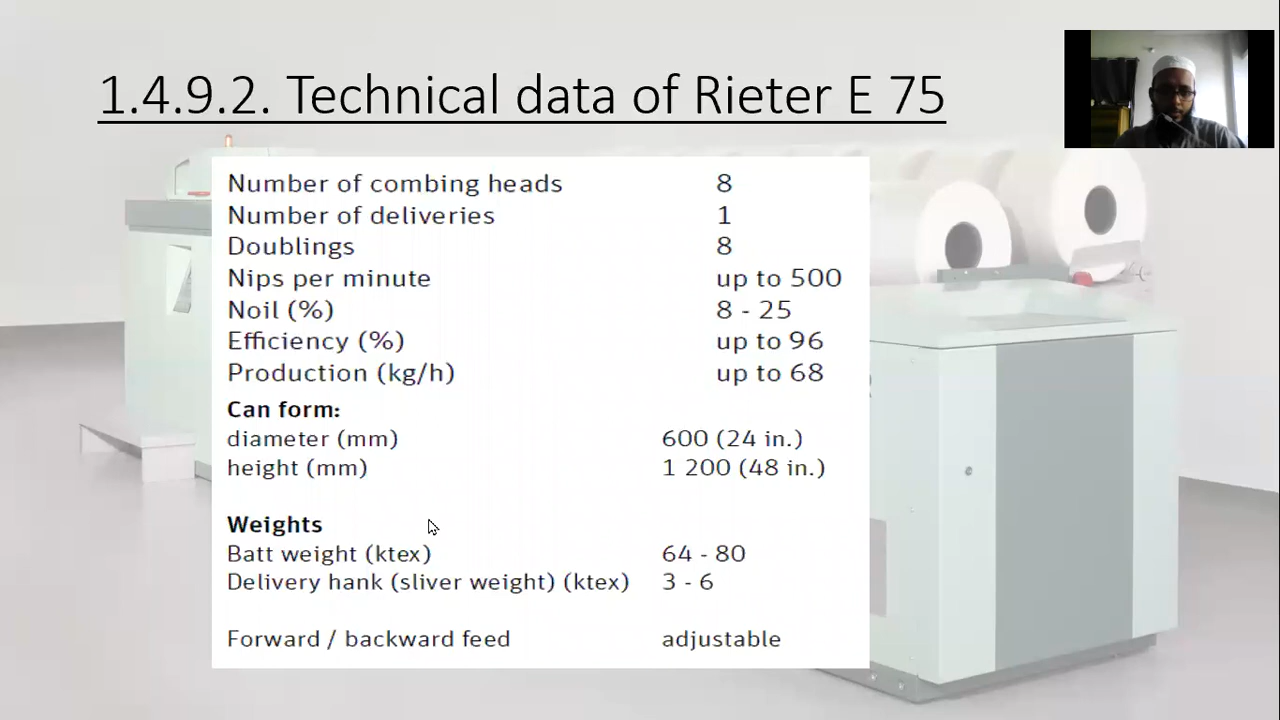 1.4.9.2. Technical data of Rieter E 75
Number of combing heads 8
Number of deliveries 1
Doublings 8
Nips per minute up to 500
Noil (%) 8 - 25
Efficiency (%) up to 96
Production (kg/h) up to 68
Can form:
diameter (mm) 600 (24 in.)
height (mm) 1 200 (48 in.)
Weights
Batt weight (ktex) 64 - 80
Delivery hank (sliver weight) (ktex) 3 - 6
Forward / backward feed adjustable